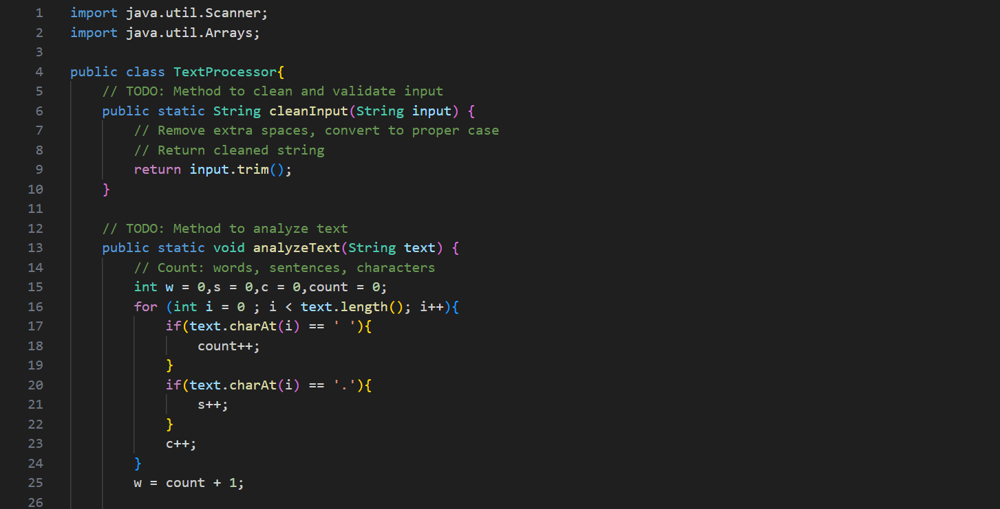 1 import java.util.Scanner;
2 import java.util.Arrays;
3
4 public class TextProcessor{
5     // TODO: Method to clean and validate input
6     public static String cleanInput(String input) {
7         // Remove extra spaces, convert to proper case
8         // Return cleaned string
9         return input.trim();
10     }
11
12     // TODO: Method to analyze text
13     public static void analyzeText(String text) {
14         // Count: words, sentences, characters
15         int w = 0,s = 0,c = 0,count = 0;
16         for (int i = 0 ; i < text.length(); i++){
17             if(text.charAt(i) == ' '){
18                 count++;
19             }
20             if(text.charAt(i) == '.'){
21                 s++;
22             }
23             c++;
24         }
25         w = count + 1;
26